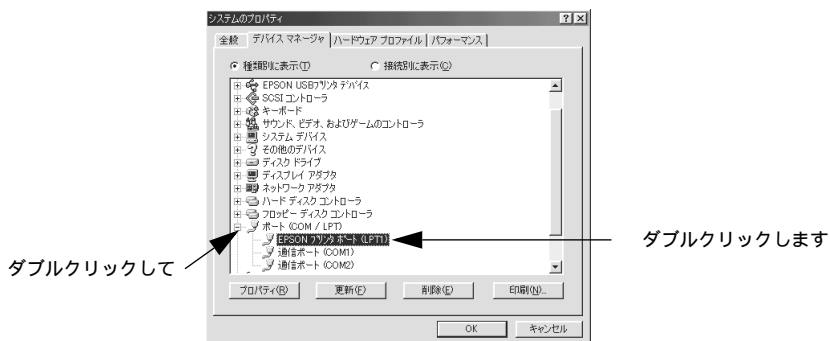 システムのプロパティ
全般 デバイス マネージャ ハードウェア プロファイル パフォーマンス
種類別に表示(T) 接続別に表示(C)
EPSON USBプリンタ デバイス
SCSI コントローラ
キーボード
サウンド、ビデオ、およびゲームのコントローラ
システム デバイス
その他のデバイス
ディスク ドライブ
ディスプレイ アダプタ
ネットワーク アダプタ
ハード ディスク コントローラ
フロッピー ディスク コントローラ
ポート (COM / LPT)
EPSON プリンタ ポート (LPT1)
通信ポート (COM1)
通信ポート (COM2)
ダブルクリックして
ダブルクリックします
プロパティ(R) 更新(F) 削除(E) 印刷(N)...
OK キャンセル